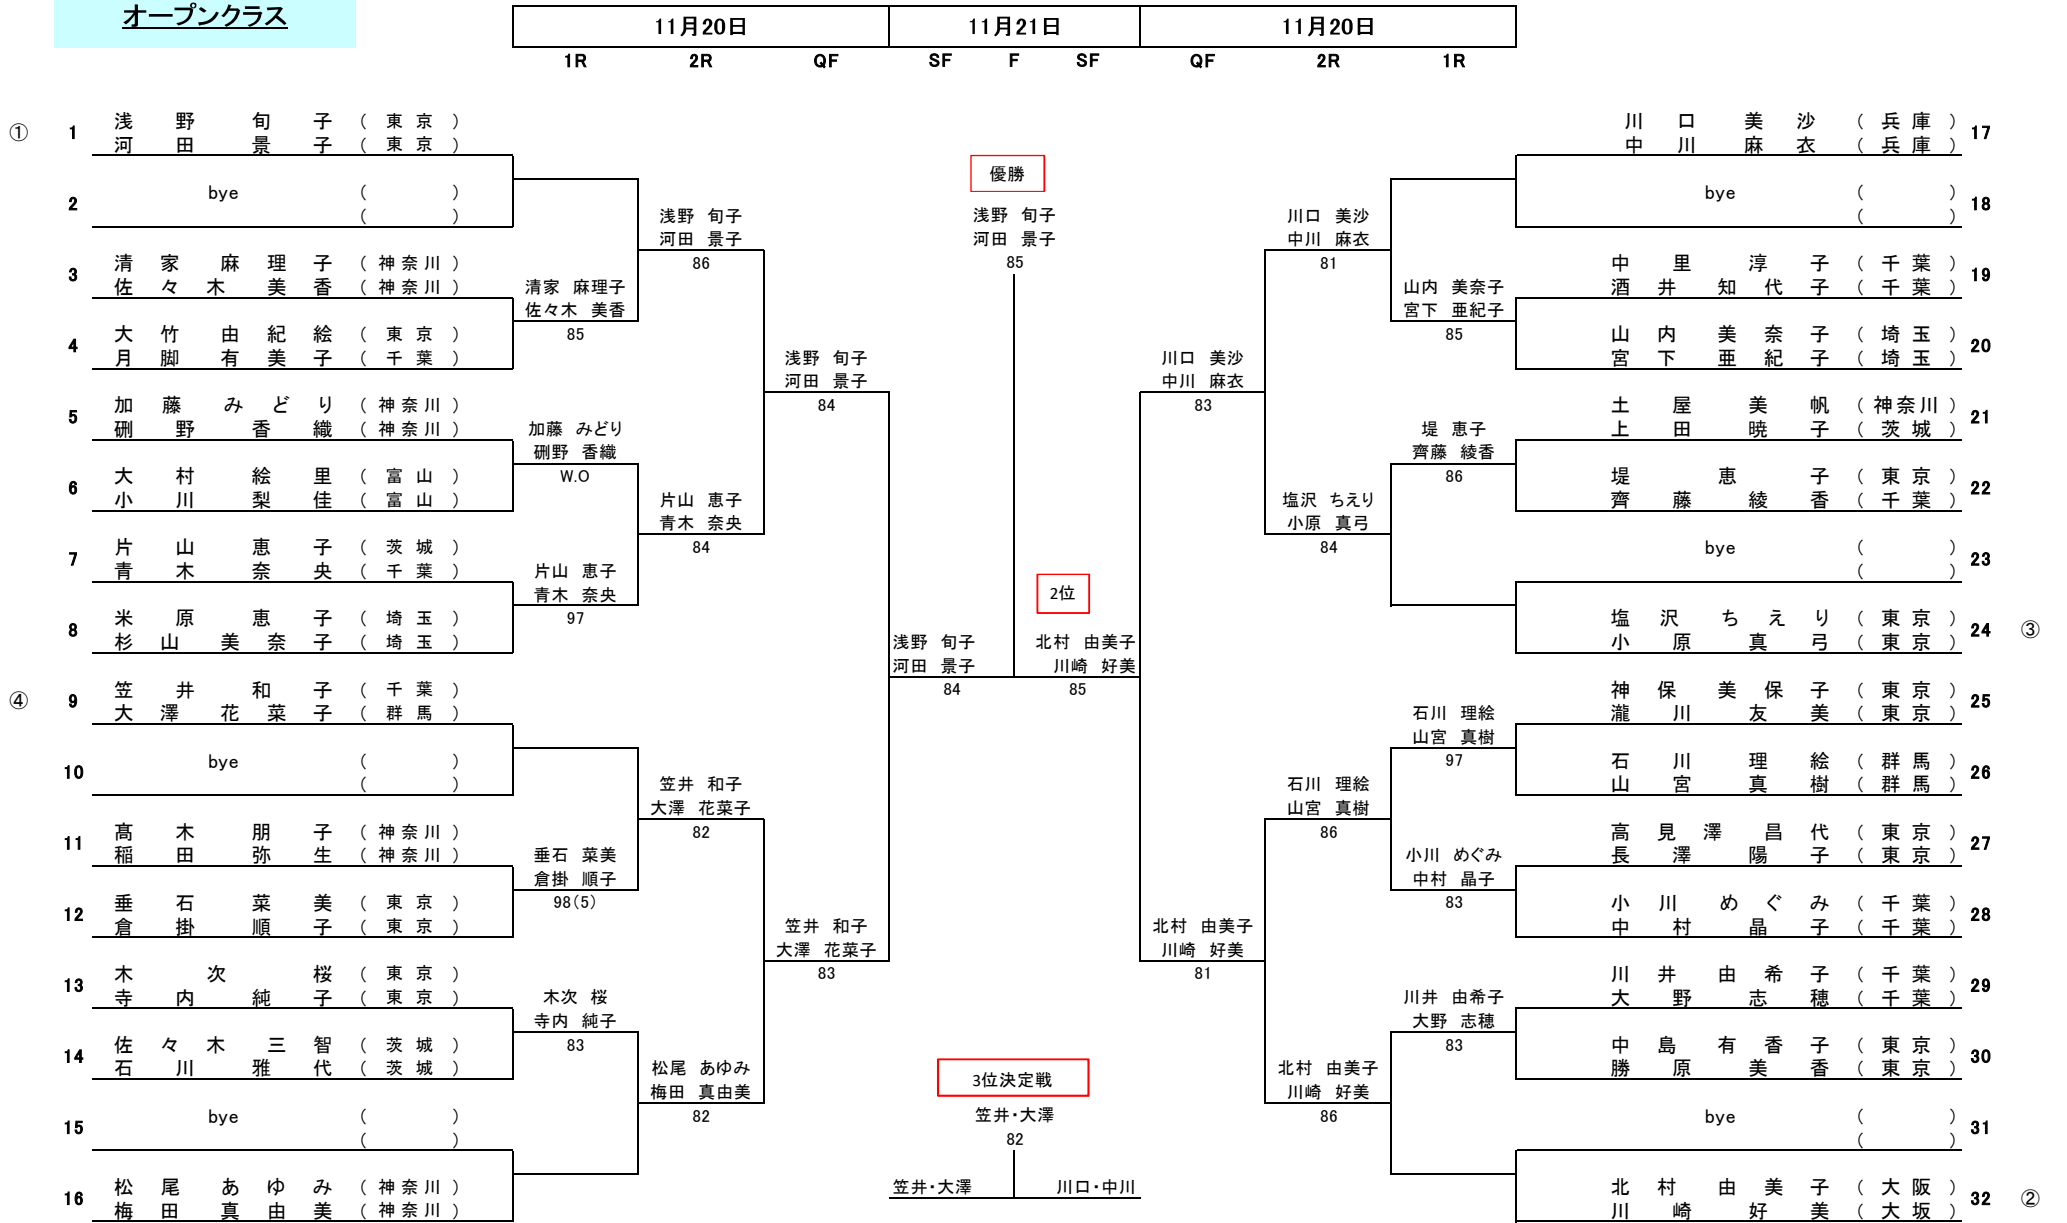 オープンクラス
11月20日 11月21日 11月20日
1R 2R QF SF F SF QF 2R 1R
① 1 浅野 旬子 (東京)
河田 景子 (東京)
2 bye ( )
( )
3 清家 麻理子 (神奈川)
佐々木 美香 (神奈川)
4 大竹 由紀絵 (東京)
月脚 有美子 (千葉)
5 加藤 みどり (神奈川)
硎野 香織 (神奈川)
6 大村 絵里 (富山)
小川 梨佳 (富山)
7 片山 恵子 (茨城)
青木 奈央 (千葉)
8 米原 恵子 (埼玉)
杉山 美奈子 (埼玉)
④ 9 笠井 和子 (千葉)
大澤 花菜子 (群馬)
10 bye ( )
( )
11 髙木 朋子 (神奈川)
稲田 弥生 (神奈川)
12 垂石 菜美 (東京)
倉掛 順子 (東京)
13 木次 桜 (東京)
寺内 純子 (東京)
14 佐々木 三智 (茨城)
石川 雅代 (茨城)
15 bye ( )
( )
16 松尾 あゆみ (神奈川)
梅田 真由美 (神奈川)
清家 麻理子
佐々木 美香
85
加藤 みどり
硎野 香織
W.O
片山 恵子
青木 奈央
97
垂石 菜美
倉掛 順子
98(5)
木次 桜
寺内 純子
83
浅野 旬子
河田 景子
86
片山 恵子
青木 奈央
84
笠井 和子
大澤 花菜子
82
松尾 あゆみ
梅田 真由美
82
浅野 旬子
河田 景子
84
笠井 和子
大澤 花菜子
83
浅野 旬子
河田 景子
84
優勝
浅野 旬子
河田 景子
85
2位
北村 由美子
川崎 好美
85
3位決定戦
笠井・大澤
82
笠井・大澤 川口・中川
川口 美沙
中川 麻衣
83
北村 由美子
川崎 好美
81
川口 美沙
中川 麻衣
81
塩沢 ちえり
小原 真弓
84
石川 理絵
山宮 真樹
86
北村 由美子
川崎 好美
86
山内 美奈子
宮下 亜紀子
85
堤 恵子
齊藤 綾香
86
石川 理絵
山宮 真樹
97
小川 めぐみ
中村 晶子
83
川井 由希子
大野 志穂
83
川口 美沙 (兵庫) 17
中川 麻衣 (兵庫)
bye ( ) 18
( )
中里 淳子 (千葉) 19
酒井 知代子 (千葉)
山内 美奈子 (埼玉) 20
宮下 亜紀子 (埼玉)
土屋 美帆 (神奈川) 21
上田 暁子 (茨城)
堤 恵子 (東京) 22
齊藤 綾香 (千葉)
bye ( ) 23
( )
塩沢 ちえり (東京) 24 ③
小原 真弓 (東京)
神保 美保子 (東京) 25
瀧川 友美 (東京)
石川 理絵 (群馬) 26
山宮 真樹 (群馬)
高見澤 昌代 (東京) 27
長澤 陽子 (東京)
小川 めぐみ (千葉) 28
中村 晶子 (千葉)
川井 由希子 (千葉) 29
大野 志穂 (千葉)
中島 有香子 (東京) 30
勝原 美香 (東京)
bye ( ) 31
( )
北村 由美子 (大阪) 32 ②
川崎 好美 (大坂)